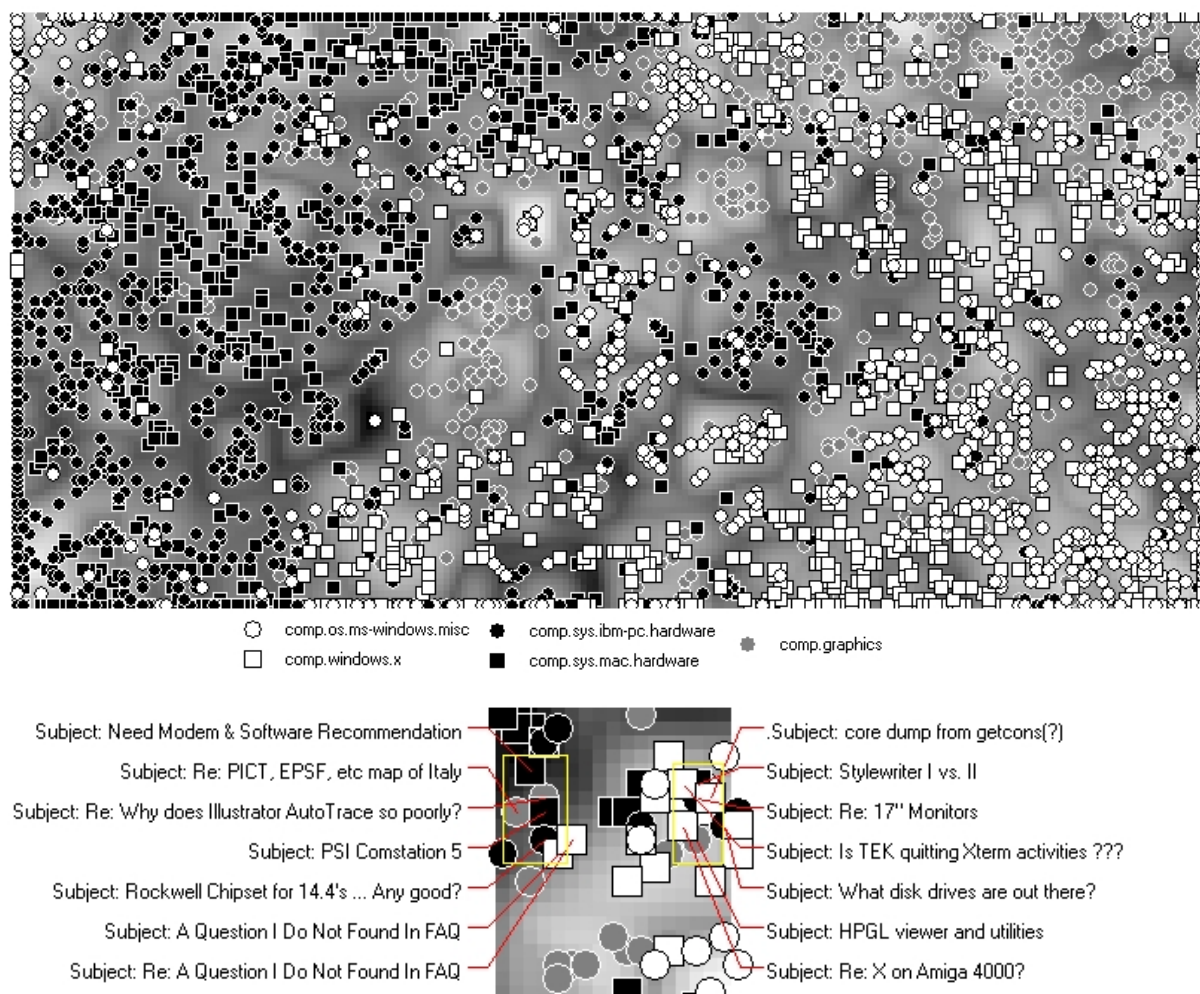 comp.os.ms-windows.misc
comp.sys.ibm-pc.hardware
comp.graphics
comp.windows.x
comp.sys.mac.hardware
Subject: Need Modem & Software Recommendation
Subject: Re: PICT, EPSF, etc map of Italy
Subject: Re: Why does Illustrator AutoTrace so poorly?
Subject: PSI Comstation 5
Subject: Rockwell Chipset for 14.4's ... Any good?
Subject: A Question I Do Not Found In FAQ
Subject: Re: A Question I Do Not Found In FAQ
.Subject: core dump from getcons(?)
Subject: Stylewriter I vs. II
Subject: Re: 17" Monitors
Subject: Is TEK quitting Xterm activities ???
Subject: What disk drives are out there?
Subject: HPGL viewer and utilities
Subject: Re: X on Amiga 4000?